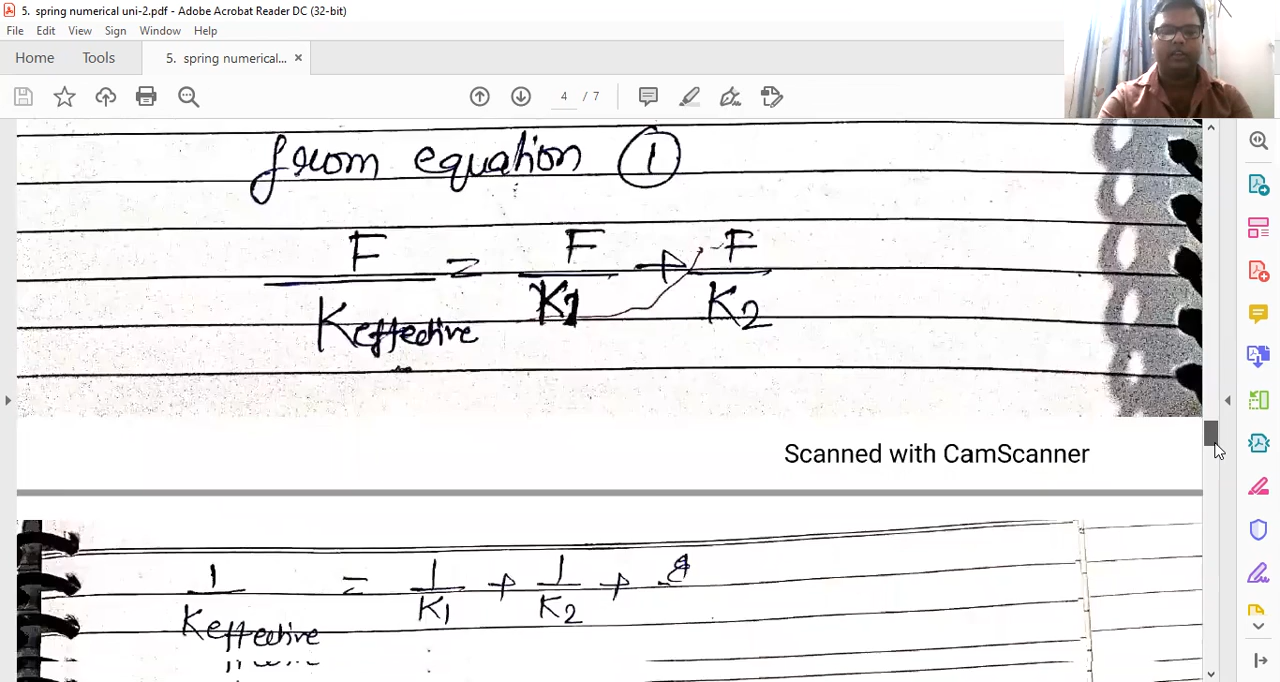 5. spring numerical uni-2.pdf - Adobe Acrobat Reader DC (32-bit)
File Edit View Sign Window Help
Home Tools 5. spring numerical... ×
4 / 7
from equation ①
F/Keffective = F/K1 + F/K2
Scanned with CamScanner
1/Keffective = 1/K1 + 1/K2 +